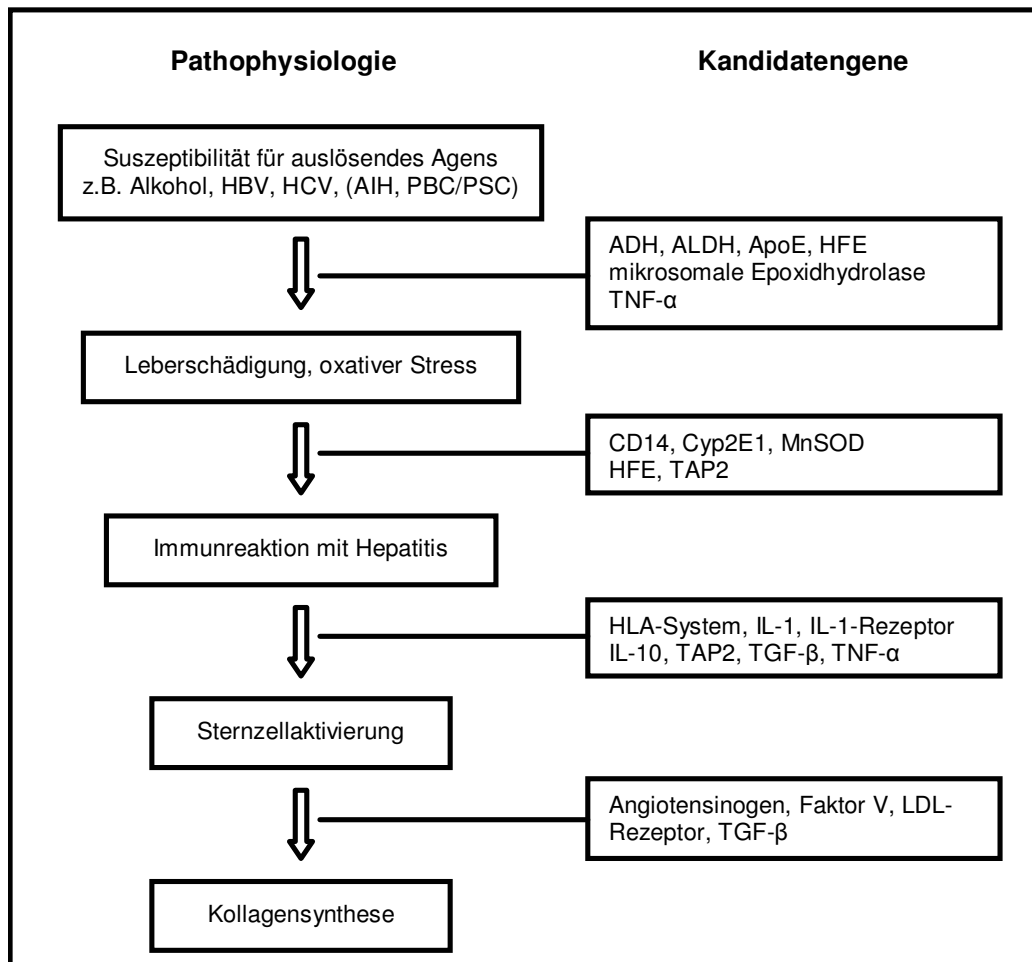 Pathophysiologie
Kandidatengene
Suszeptibilität für auslösendes Agens
z.B. Alkohol, HBV, HCV, (AIH, PBC/PSC)
ADH, ALDH, ApoE, HFE
mikrosomale Epoxidhydrolase
TNF-α
Leberschädigung, oxativer Stress
CD14, Cyp2E1, MnSOD
HFE, TAP2
Immunreaktion mit Hepatitis
HLA-System, IL-1, IL-1-Rezeptor
IL-10, TAP2, TGF-β, TNF-α
Sternzellaktivierung
Angiotensinogen, Faktor V, LDL-
Rezeptor, TGF-β
Kollagensynthese